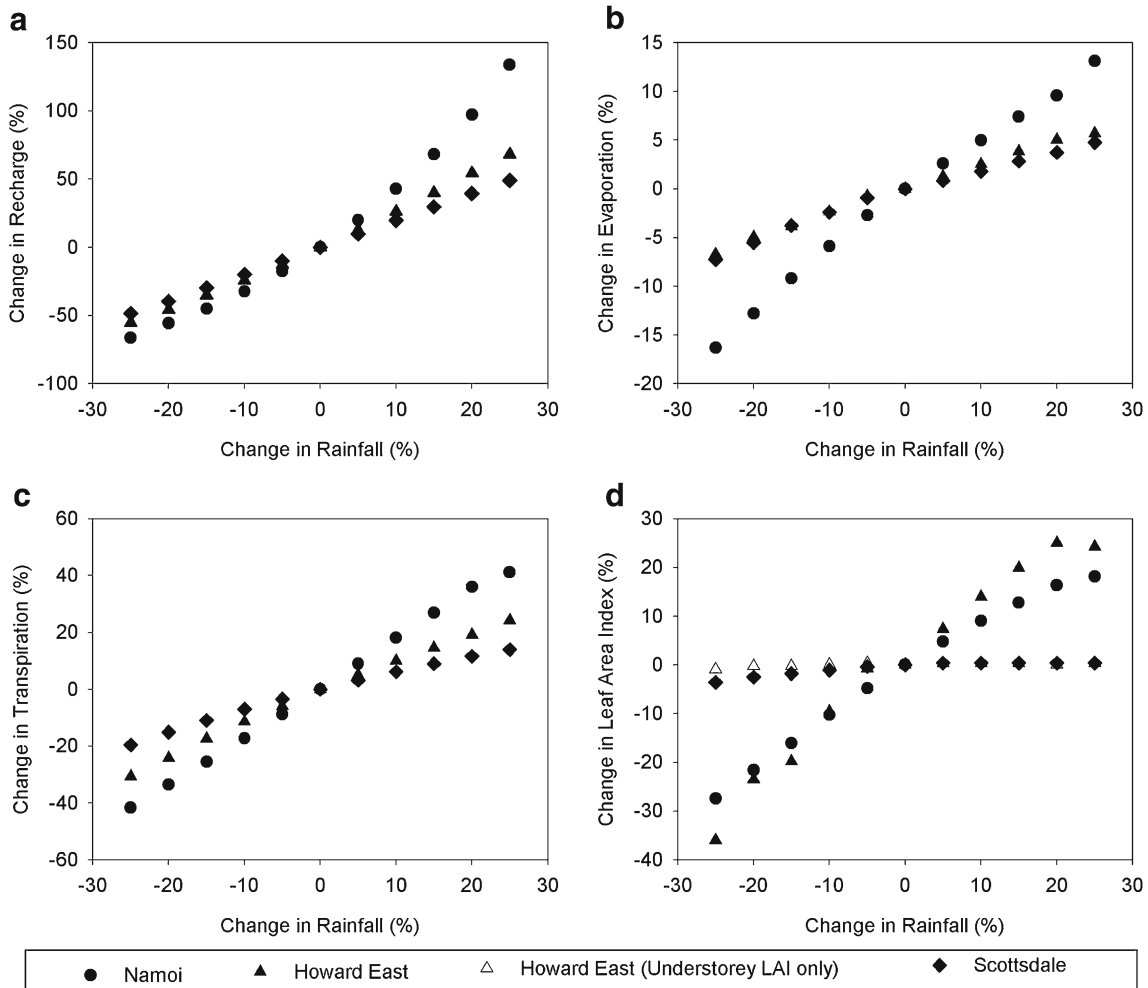 a
150
100
50
0
-50
-100
Change in Recharge (%)
-30 -20 -10 0 10 20 30
Change in Rainfall (%)
b
15
10
5
0
-5
-10
-15
-20
Change in Evaporation (%)
-30 -20 -10 0 10 20 30
Change in Rainfall (%)
c
60
40
20
0
-20
-40
-60
Change in Transpiration (%)
-30 -20 -10 0 10 20 30
Change in Rainfall (%)
d
30
20
10
0
-10
-20
-30
-40
Change in Leaf Area Index (%)
-30 -20 -10 0 10 20 30
Change in Rainfall (%)
Namoi Howard East Howard East (Understorey LAI only) Scottsdale